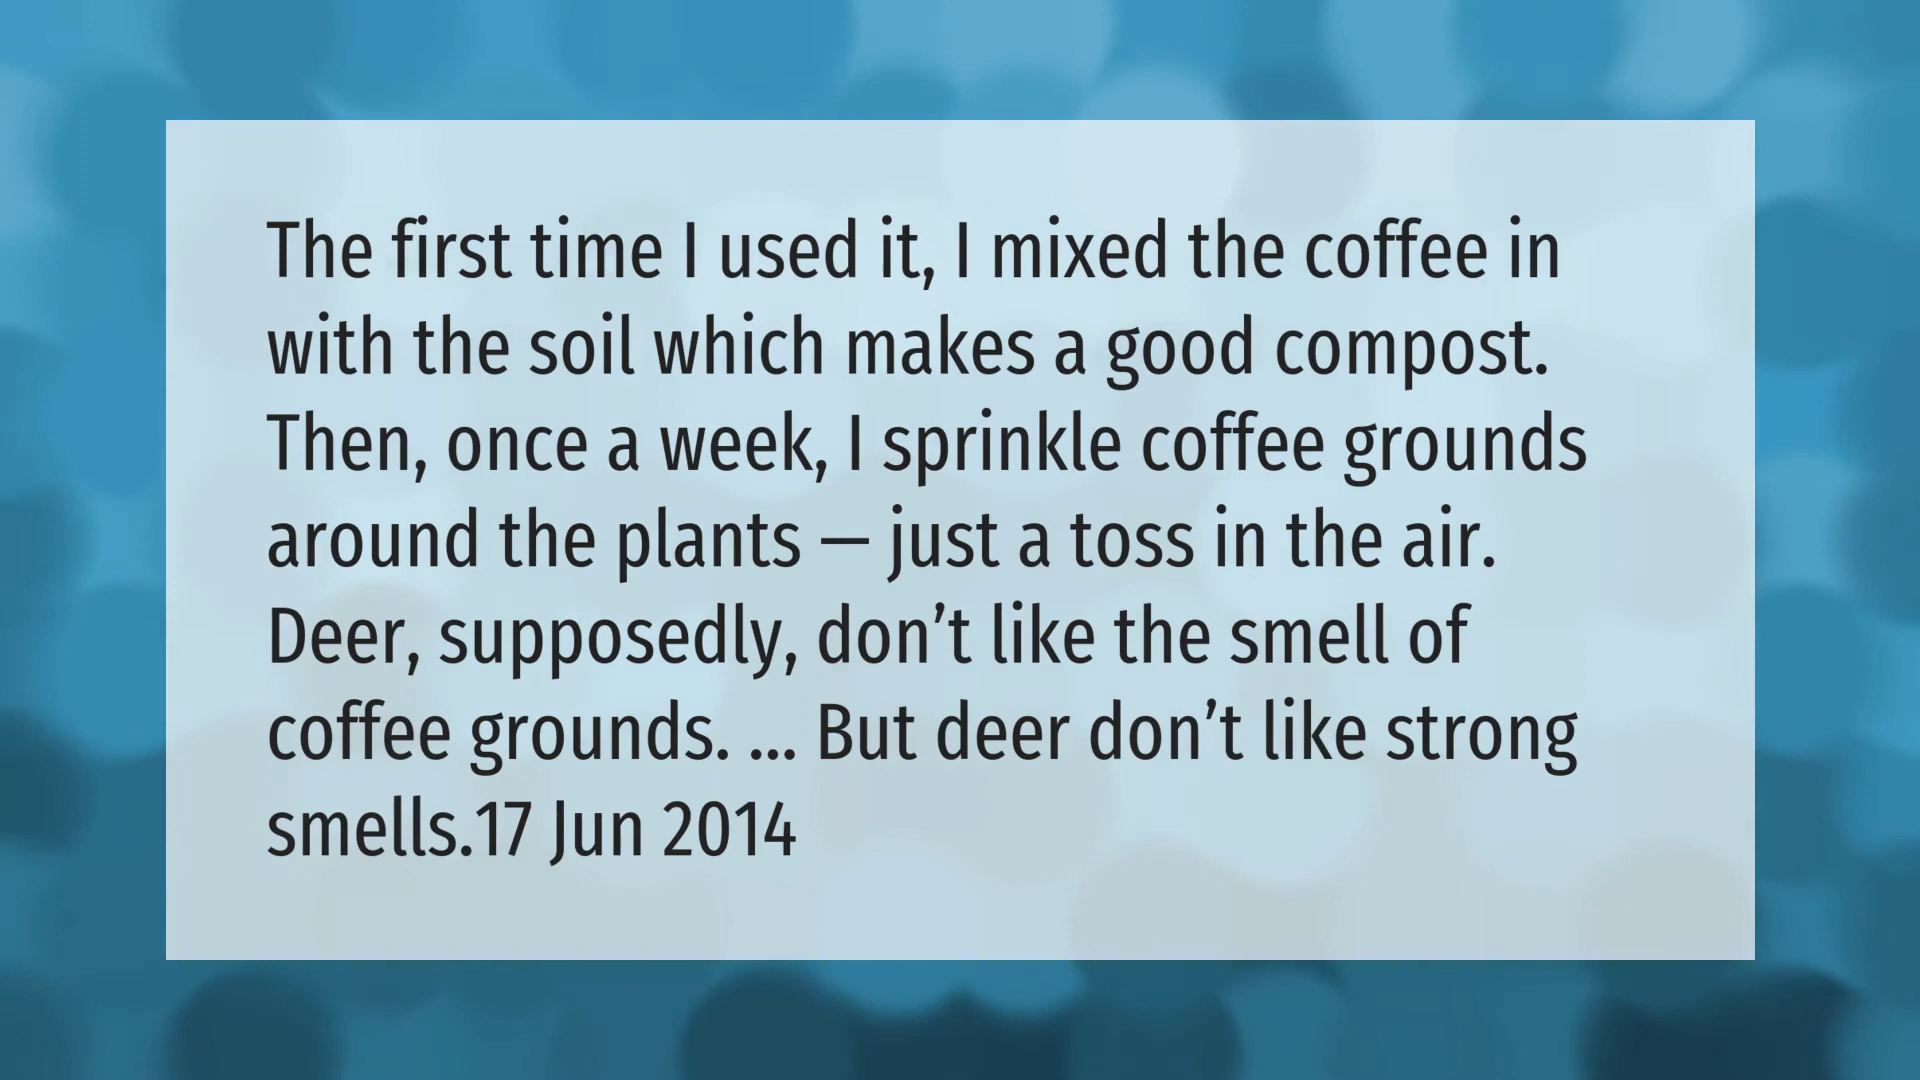 The first time I used it, I mixed the coffee in
with the soil which makes a good compost.
Then, once a week, I sprinkle coffee grounds
around the plants — just a toss in the air.
Deer, supposedly, don’t like the smell of
coffee grounds. ... But deer don’t like strong
smells.17 Jun 2014